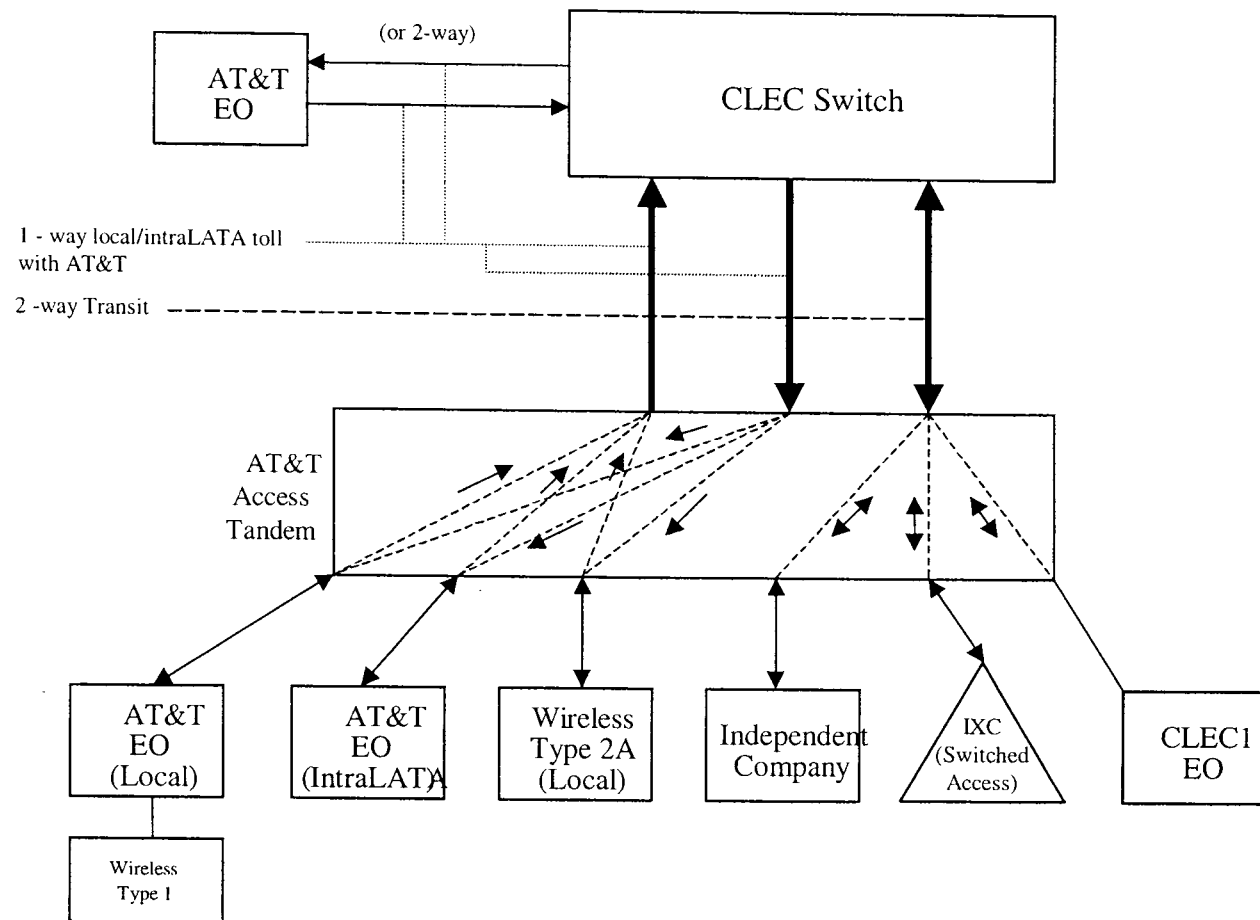 (or 2-way)
AT&T
EO
CLEC Switch
1 - way local/intraLATA toll
with AT&T
2 -way Transit
AT&T
Access
Tandem
AT&T
EO
(Local)
AT&T
EO
(IntraLATA)
Wireless
Type 2A
(Local)
Independent
Company
IXC
(Switched
Access)
CLEC1
EO
Wireless
Type 1